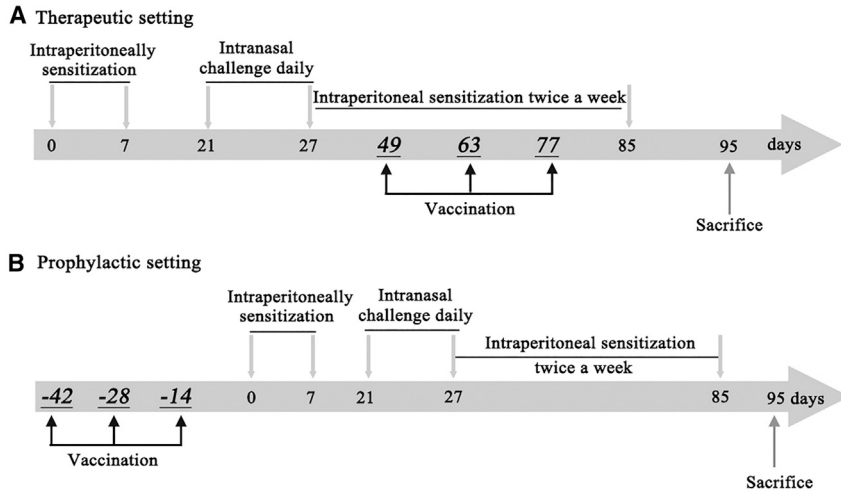 A Therapeutic setting
Intraperitoneally
sensitization
Intranasal
challenge daily
Intraperitoneal sensitization twice a week
0 7 21 27 49 63 77 85 95 days
Vaccination
Sacrifice
B Prophylactic setting
Intraperitoneally
sensitization
Intranasal
challenge daily
Intraperitoneal sensitization
twice a week
-42 -28 -14 0 7 21 27 85 95 days
Vaccination
Sacrifice